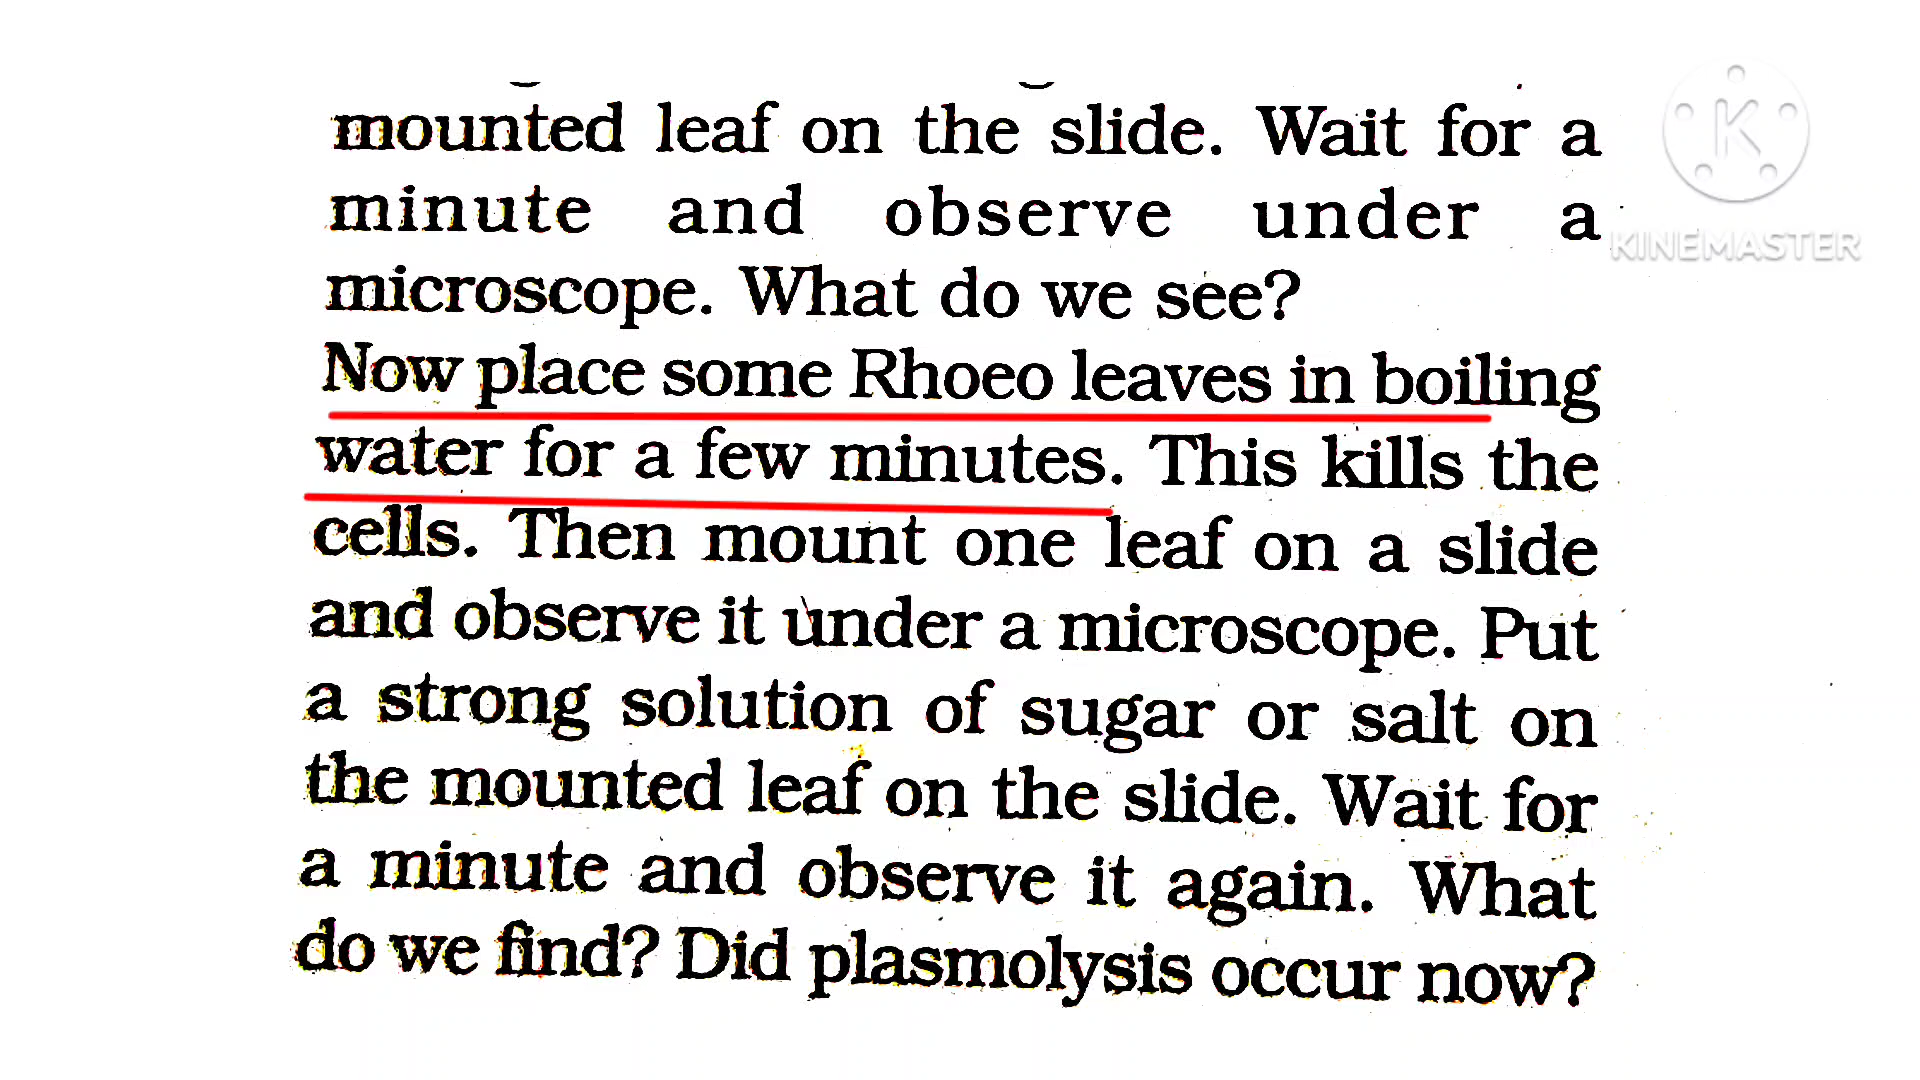 mounted leaf on the slide. Wait for a
minute and observe under a
microscope. What do we see?
Now place some Rhoeo leaves in boiling
water for a few minutes. This kills the
cells. Then mount one leaf on a slide
and observe it under a microscope. Put
a strong solution of sugar or salt on
the mounted leaf on the slide. Wait for
a minute and observe it again. What
do we find? Did plasmolysis occur now?
K
KINEMASTER